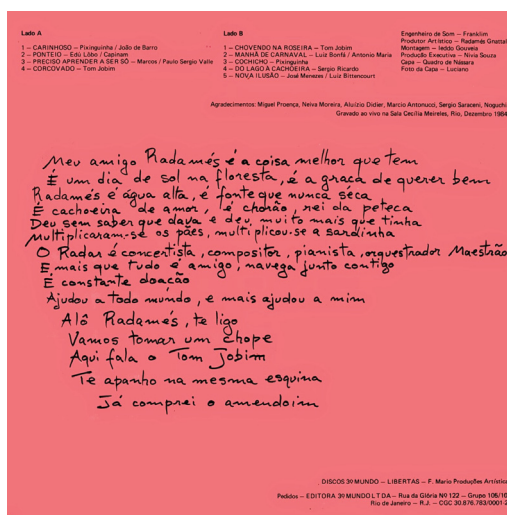 Lado A
1 — CARINHOSO — Pixinguinha / João de Barro
2 — PONTEIO — Edú Lôbo / Capinam
3 — PRECISO APRENDER A SER SÓ — Marcos / Paulo Sergio Valle
4 — CORCOVADO — Tom Jobim
Lado B
1 — CHOVENDO NA ROSEIRA — Tom Jobim
2 — MANHÃ DE CARNAVAL — Luiz Bonfá / Antonio Maria
3 — COCHICHO — Pixinguinha
4 — DO LAGO À CACHOEIRA — Sergio Ricardo
5 — NOVA ILUSÃO — José Menezes / Luiz Bittencourt
Engenheiro de Som — Franklim
Produtor Artístico — Radamés Gnattal
Montagem — Ieddo Gouveia
Produção Executiva — Nivia Souza
Capa — Quadro de Nássara
Foto da Capa — Luciano
Agradecimentos: Miguel Proença, Neiva Moreira, Aluízio Didier, Marcio Antonucci, Sergio Saraceni, Noguchi
Gravado ao vivo na Sala Cecília Meireles, Rio, Dezembro 1984
Meu amigo Radamés é a coisa melhor que tem
É um dia de sol na floresta, é a graça de querer bem
Radamés é água alta, é fonte que nunca séca
É cachoeira de amor, é chorão, rei da peteca
Deu sem saber que dava e deu muito mais que tinha
Multiplicaram-se os pães, multiplicou-se a sardinha
O Radar é concertista, compositor, pianista, orquestrador Maestrão
E mais que tudo é amigo, navega junto contigo
É constante doação
Ajudou a todo mundo, e mais ajudou a mim
Alô Radamés, te ligo
Vamos tomar um chope
Aqui fala o Tom Jobim
Te apanho na mesma esquina
Já comprei o amendoim
DISCOS 3º MUNDO — LIBERTAS — F. Mario Produções Artística
Pedidos — EDITORA 3º MUNDO LTDA — Rua da Glória Nº 122 — Grupo 105/10
Rio de Janeiro — R.J. — CGC 30.876.783/0001-2